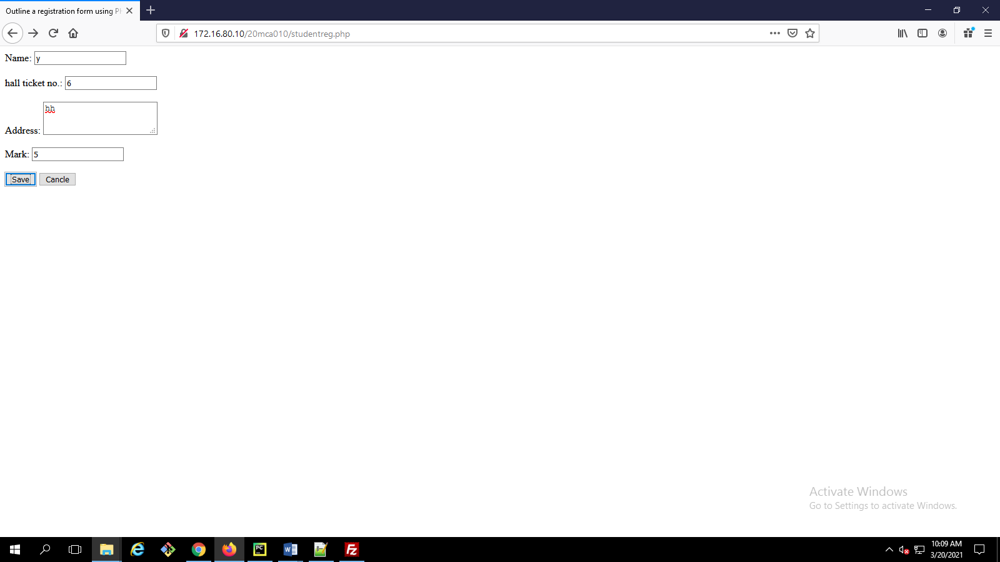 Outline a registration form using PH
172.16.80.10/20mca010/studentreg.php
Name: y
hall ticket no.: 6
hh
Address:
Mark: 5
Save Cancle
Activate Windows
Go to Settings to activate Windows.
10:09 AM
3/20/2021